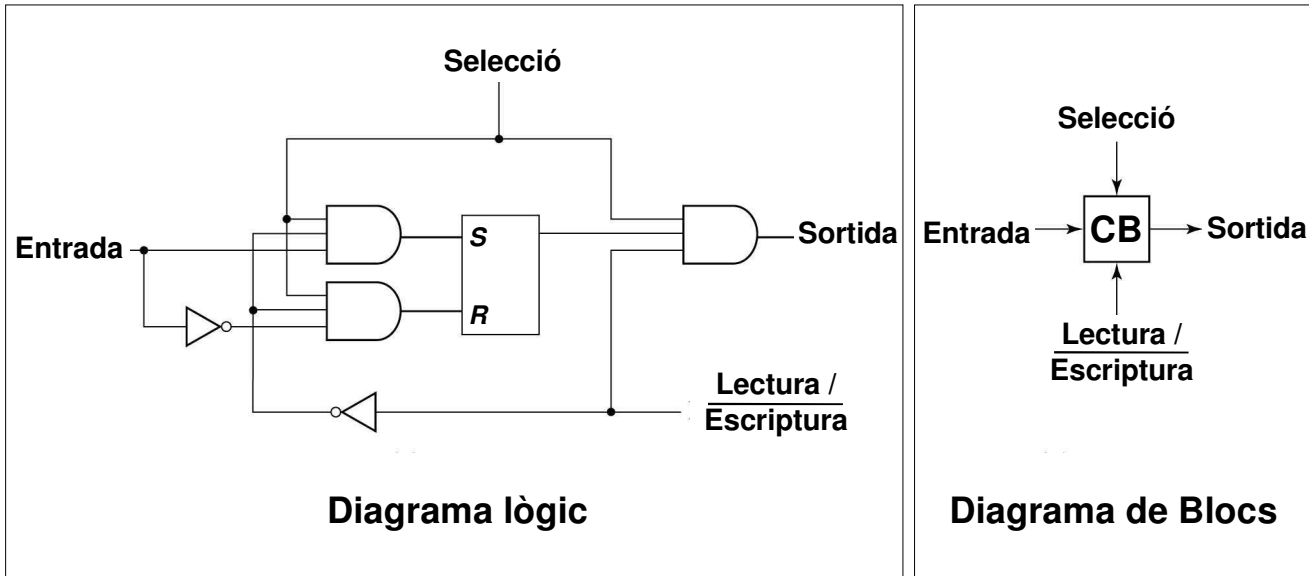 Selecció
Entrada
S
R
Sortida
Lectura /
Escriptura
Diagrama lògic
Selecció
Entrada
CB
Sortida
Lectura /
Escriptura
Diagrama de Blocs